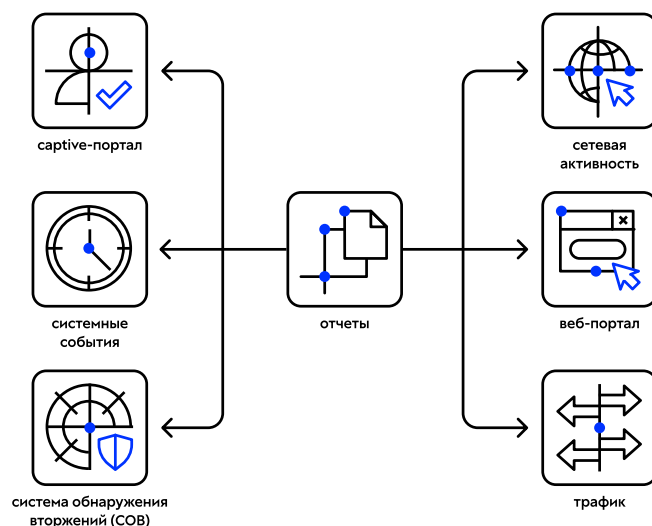 captive-портал
сетевая
активность
системные
события
отчеты
веб-портал
система обнаружения
вторжений (СОВ)
трафик